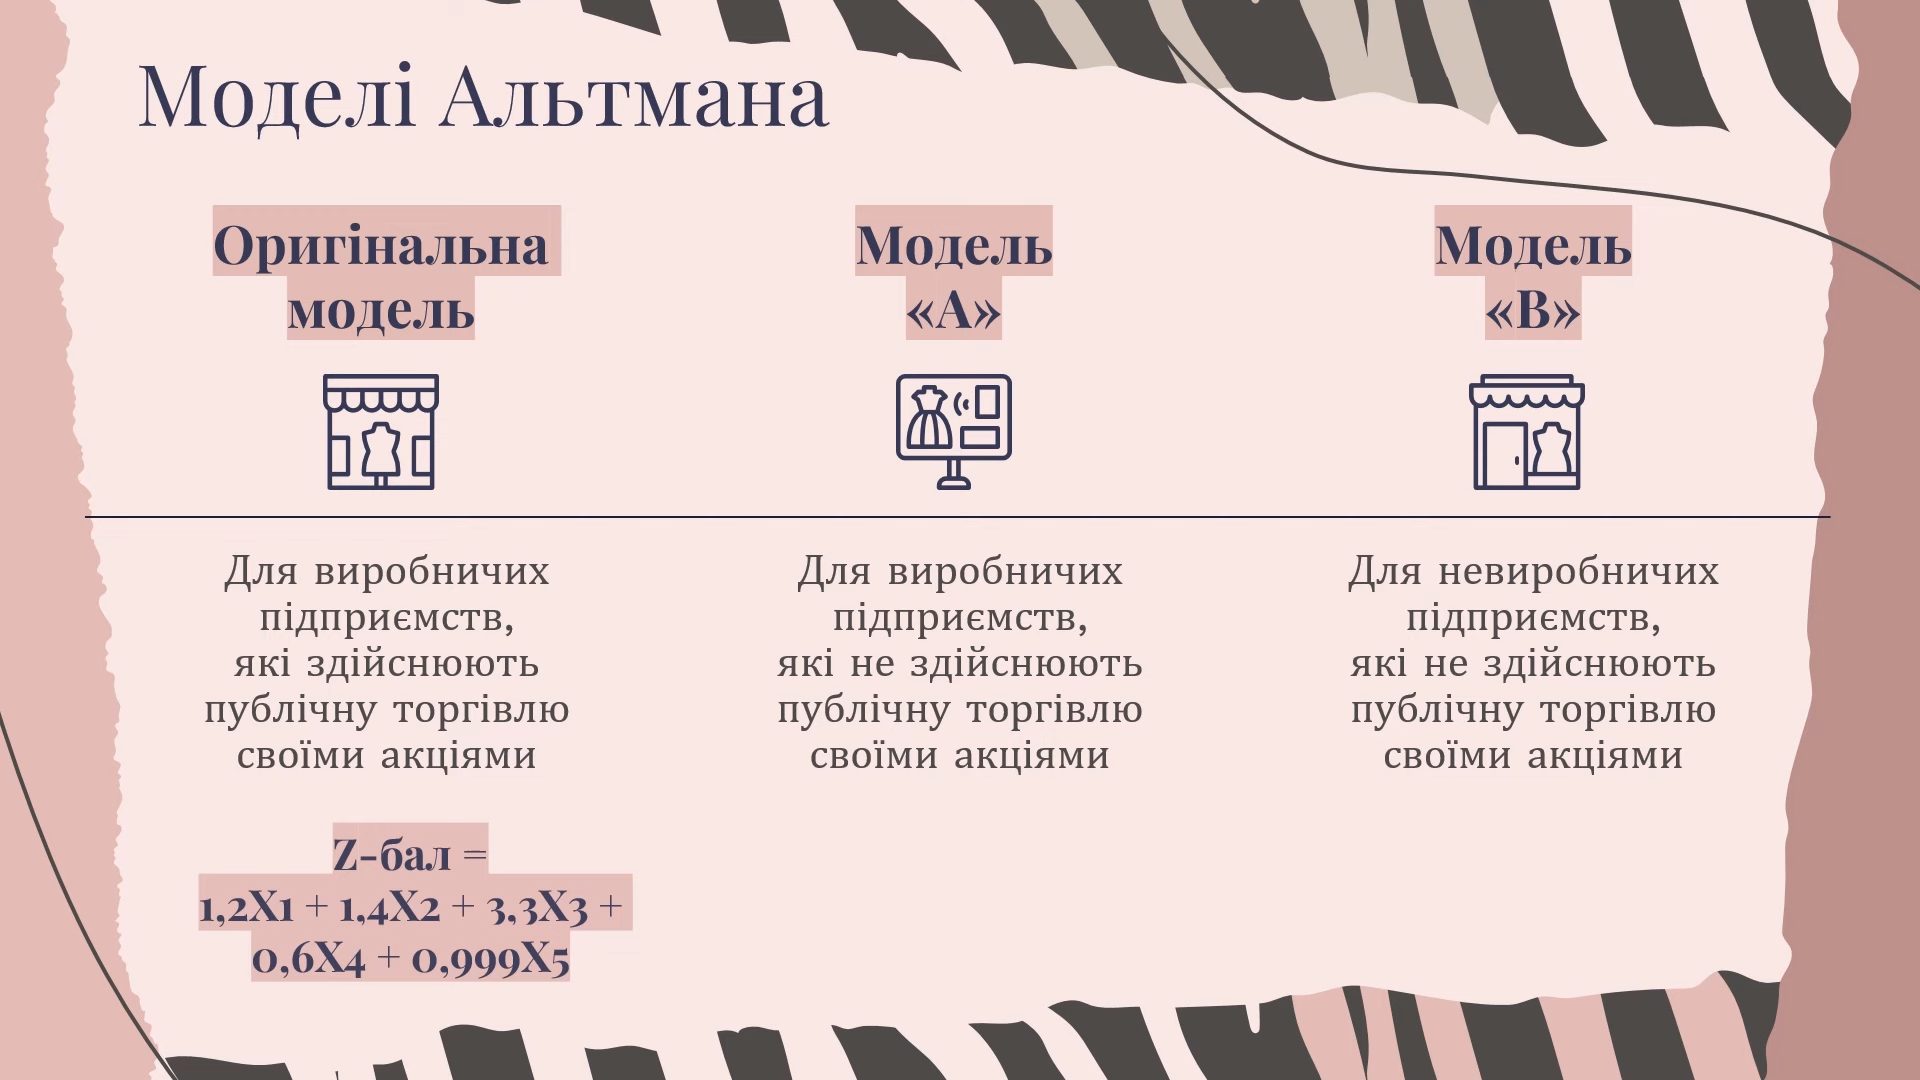 Моделі Альтмана
Оригінальна
модель
Модель
«А»
Модель
«В»
Для виробничих
підприємств,
які здійснюють
публічну торгівлю
своїми акціями
Для виробничих
підприємств,
які не здійснюють
публічну торгівлю
своїми акціями
Для невиробничих
підприємств,
які не здійснюють
публічну торгівлю
своїми акціями
Z-бал =
1,2X1 + 1,4X2 + 3,3X3 +
0,6X4 + 0,999X5